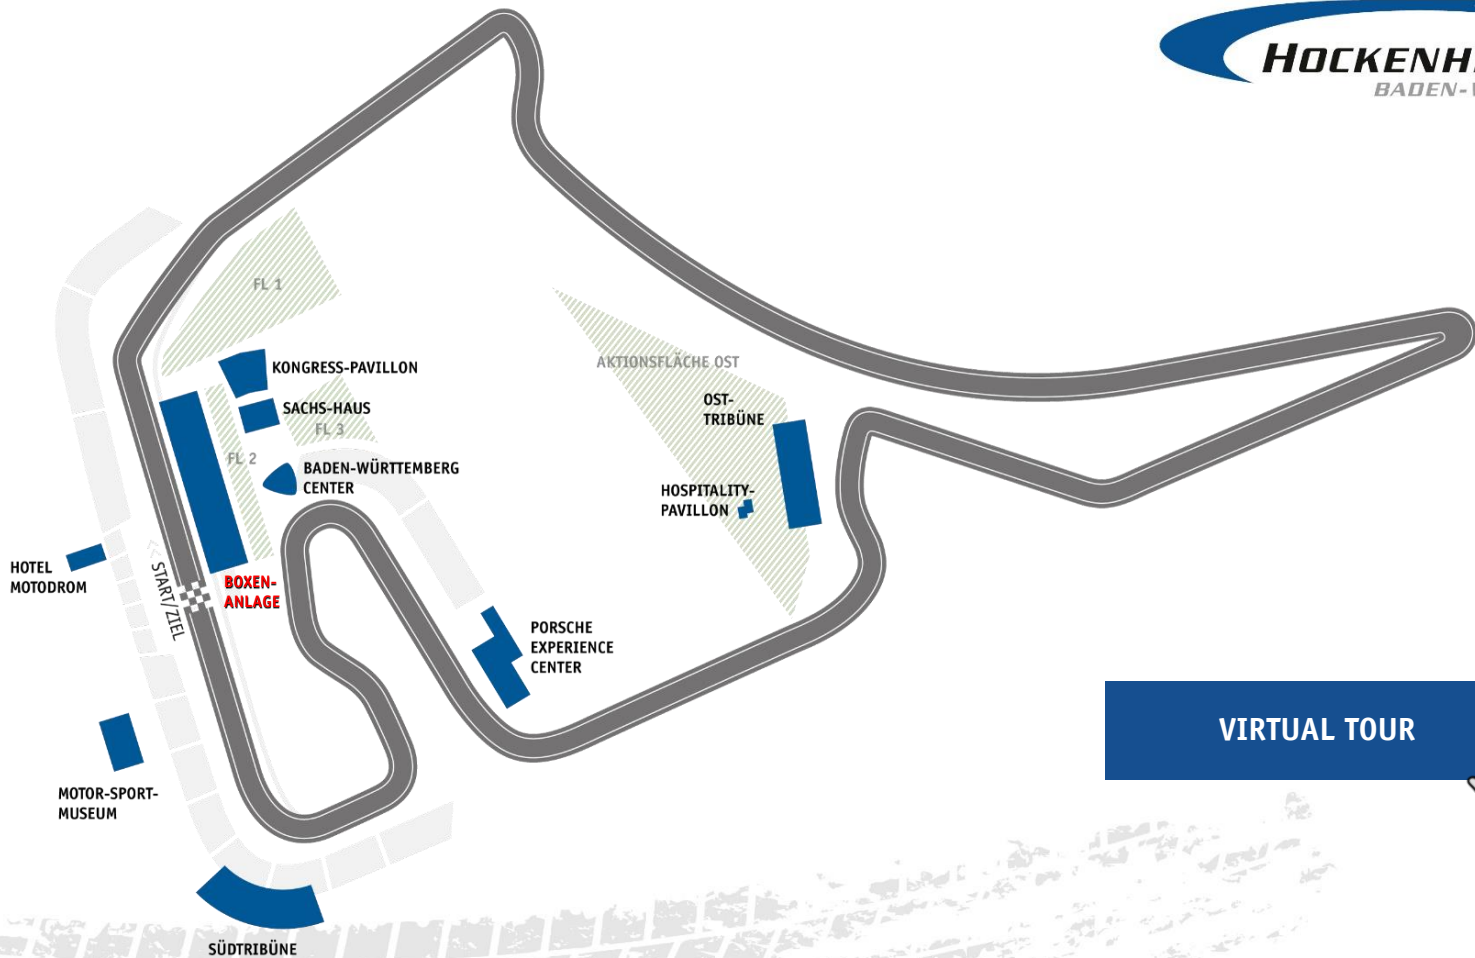 HOCKENH
BADEN-
FL 1
KONGRESS-PAVILLON
AKTIONSFLÄCHE OST
SACHS-HAUS
FL 3
OST-
TRIBÜNE
FL 2
BADEN-WÜRTTEMBERG
CENTER
HOSPITALITY-
PAVILLON
HOTEL
MOTODROM
<< START/ZIEL
BOXEN-
ANLAGE
PORSCHE
EXPERIENCE
CENTER
VIRTUAL TOUR
MOTOR-SPORT-
MUSEUM
SÜDTRIBÜNE